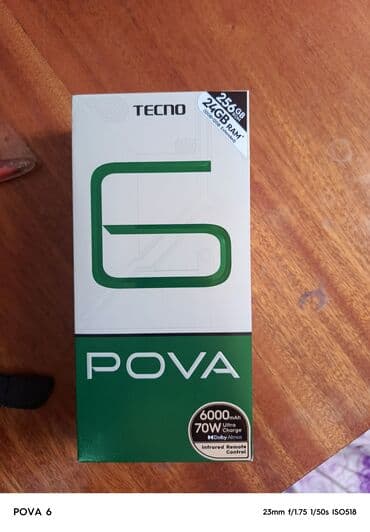 TECNO
256GB
24GB RAM*
6
POVA
6000mAh
70W Ultra Charge
Dolby Atmos
Infrared Remote
Control
POVA 6
23mm f/1.75 1/50s ISO518